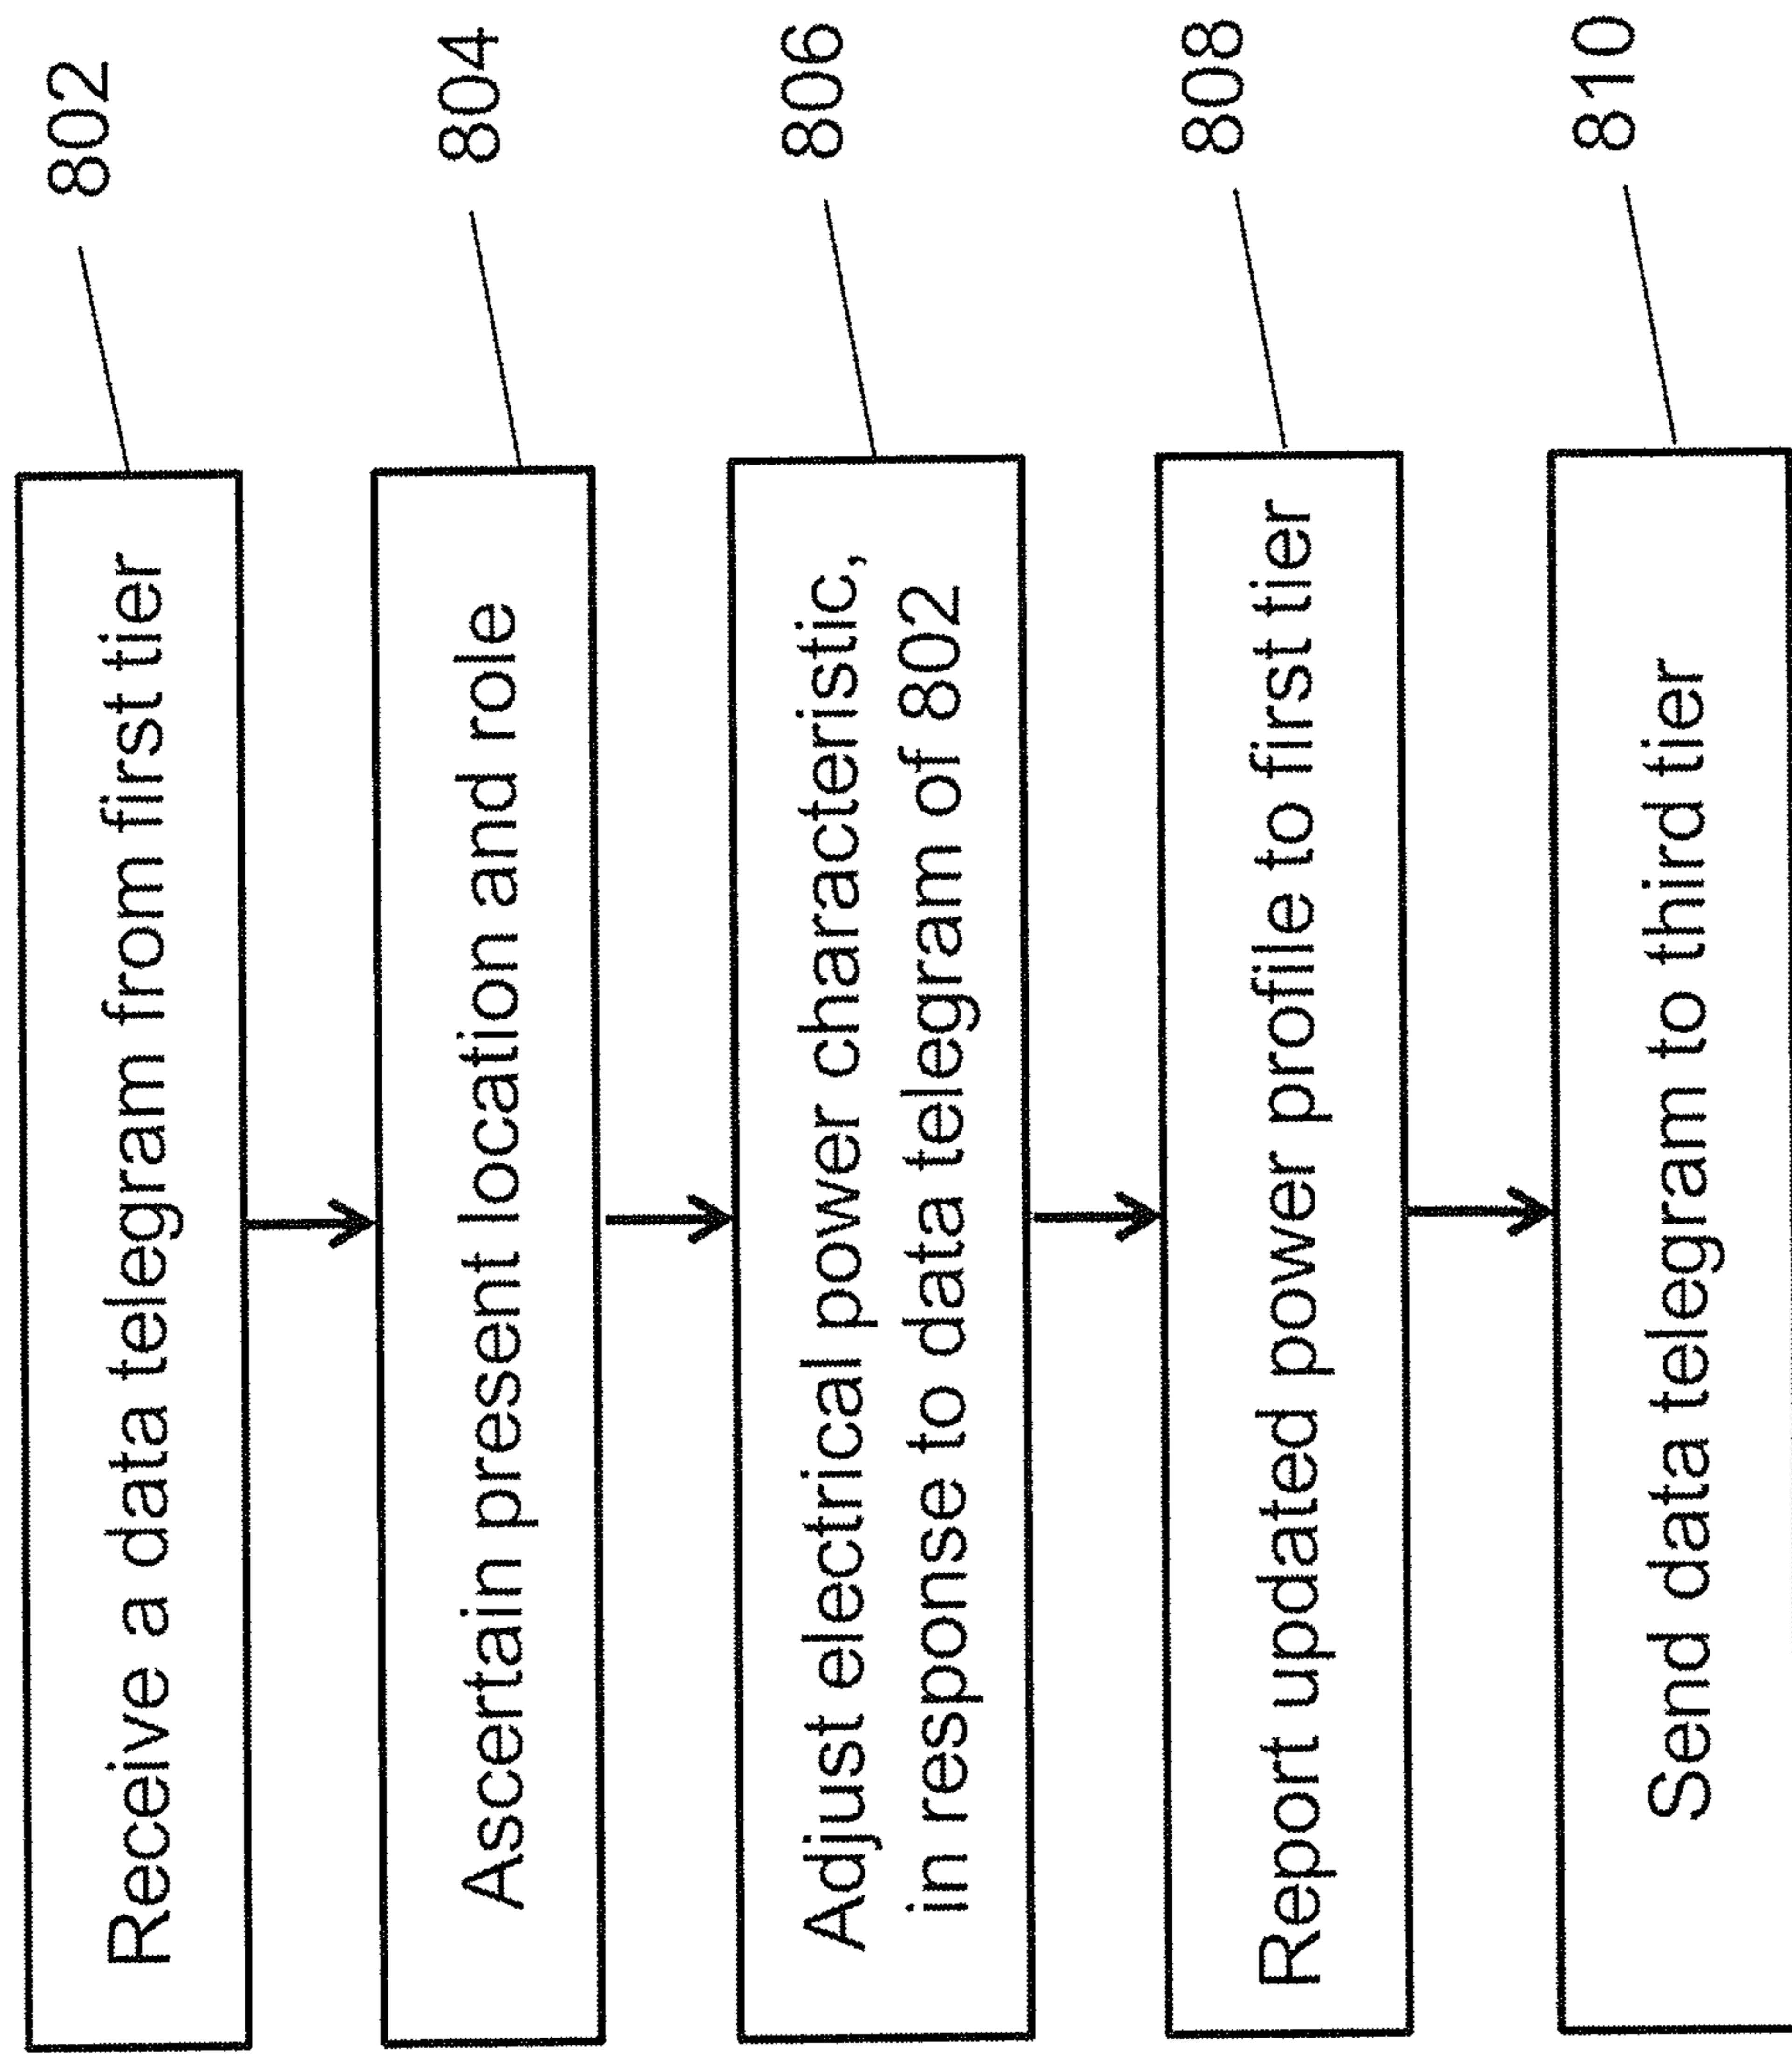 Receive a data telegram from first tier
802
Ascertain present location and role
804
Adjust electrical power characteristic,
in response to data telegram of 802
806
Report updated power profile to first tier
808
Send data telegram to third tier
810